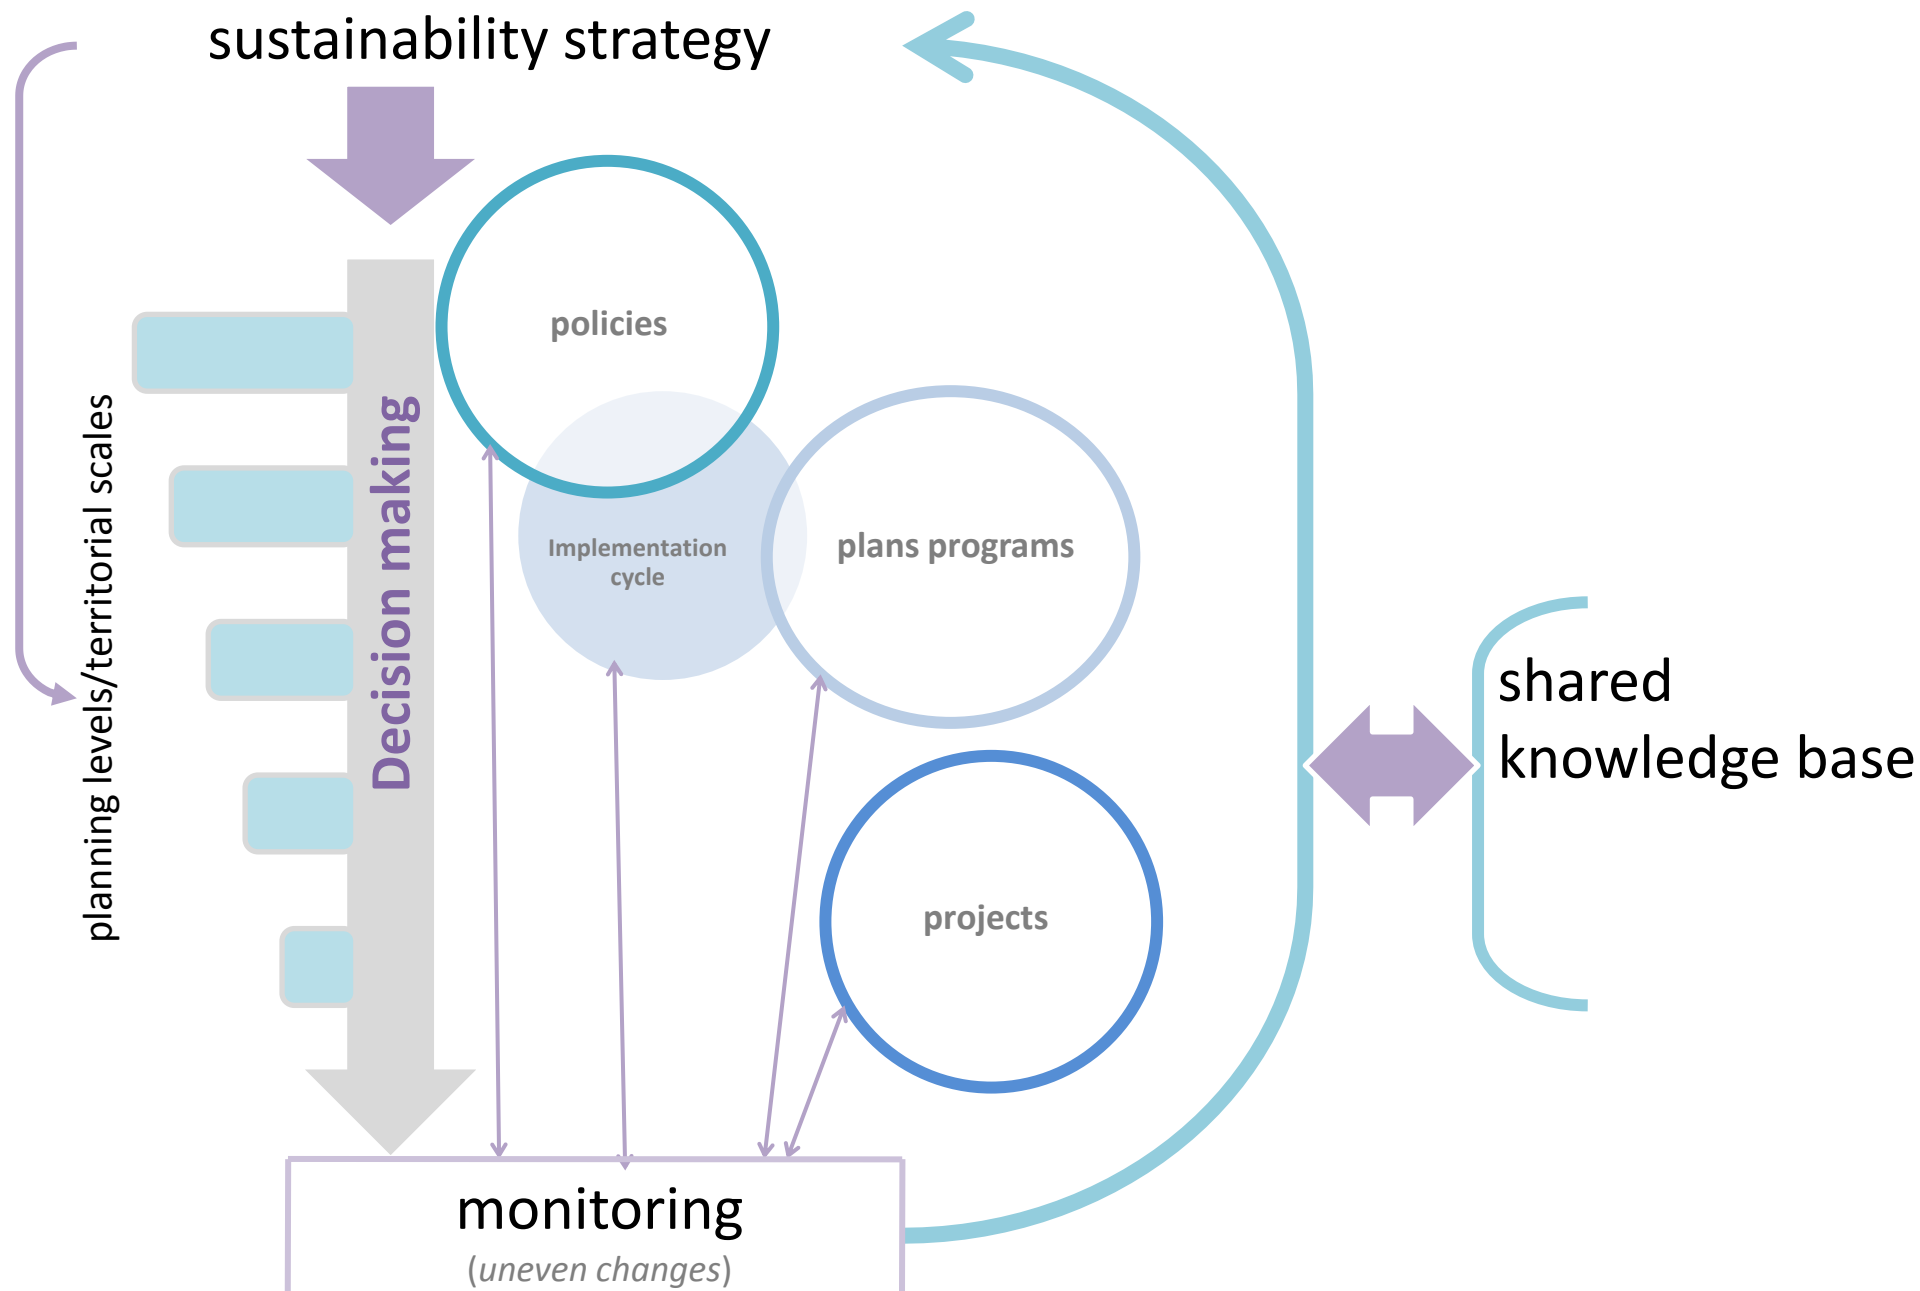 sustainability strategy
policies
planning levels/territorial scales
Decision making
Implementation
cycle
plans programs
shared
knowledge base
projects
monitoring
(uneven changes)